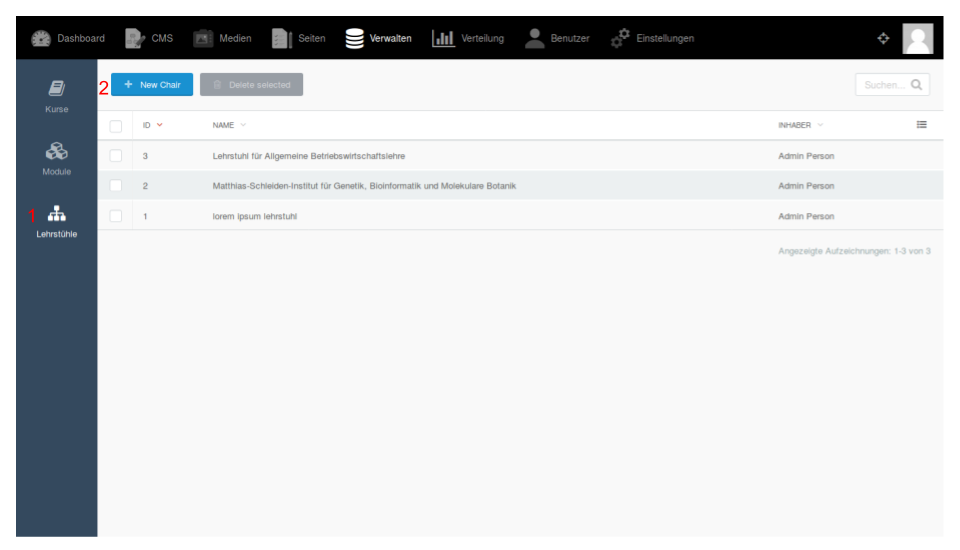 Dashboard CMS Medien Seiten Verwalten Verteilung Benutzer Einstellungen
Kurse
Module
1
Lehrstühle
2 + New Chair Delete selected Suchen...
ID NAME INHABER
3 Lehrstuhl für Allgemeine Betriebswirtschaftslehre Admin Person
2 Matthias-Schleiden-Institut für Genetik, Bioinformatik und Molekulare Botanik Admin Person
1 lorem ipsum lehrstuhl Admin Person
Angezeigte Aufzeichnungen: 1-3 von 3